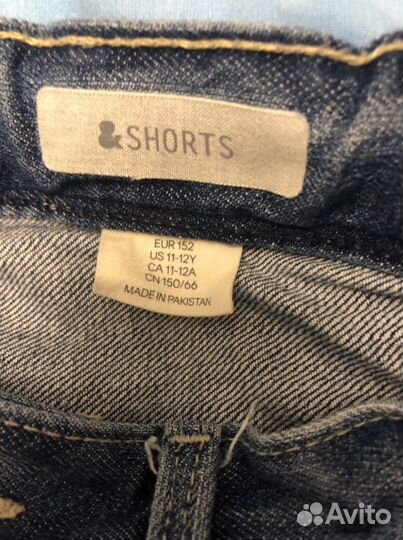 &SHORTS
EUR 152
US 11-12Y
CA 11-12A
CN 150/66
MADE IN PAKISTAN
Avito